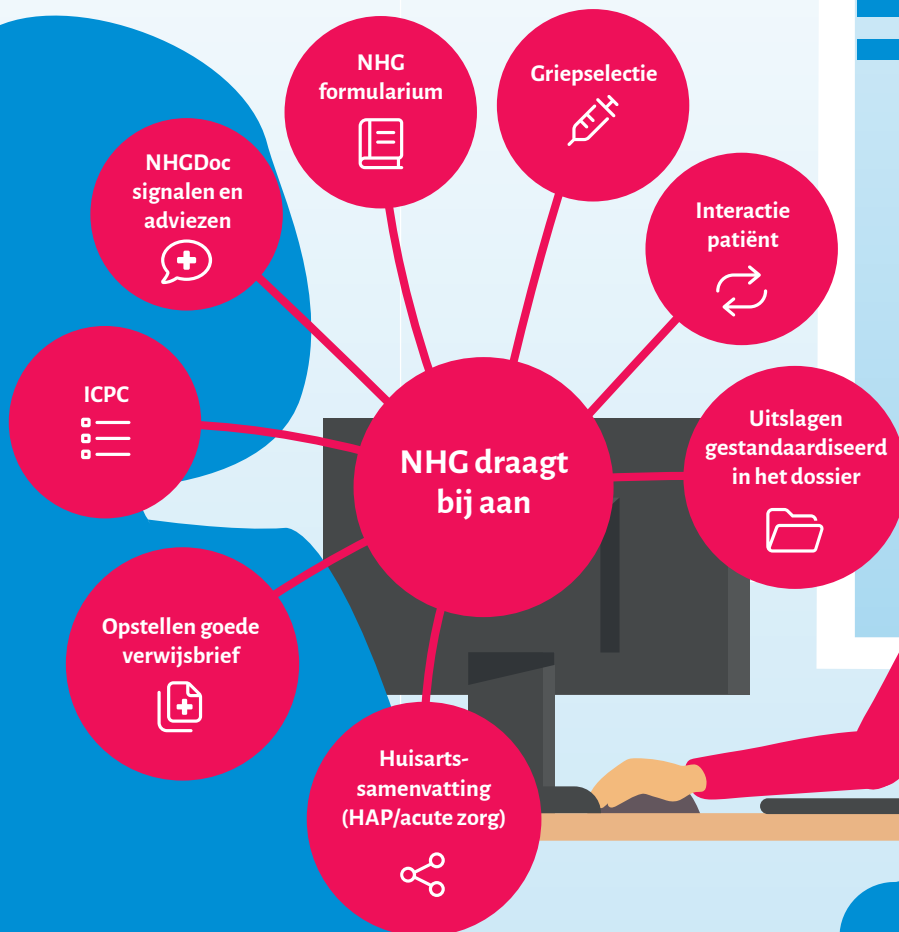 NHG
formularium
Griepselectie
NHGDoc
signalen en
adviezen
Interactie
patiënt
ICPC
Uitslagen
gestandaardiseerd
in het dossier
NHG draagt
bij aan
Opstellen goede
verwijsbrief
Huisarts-
samenvatting
(HAP/acute zorg)